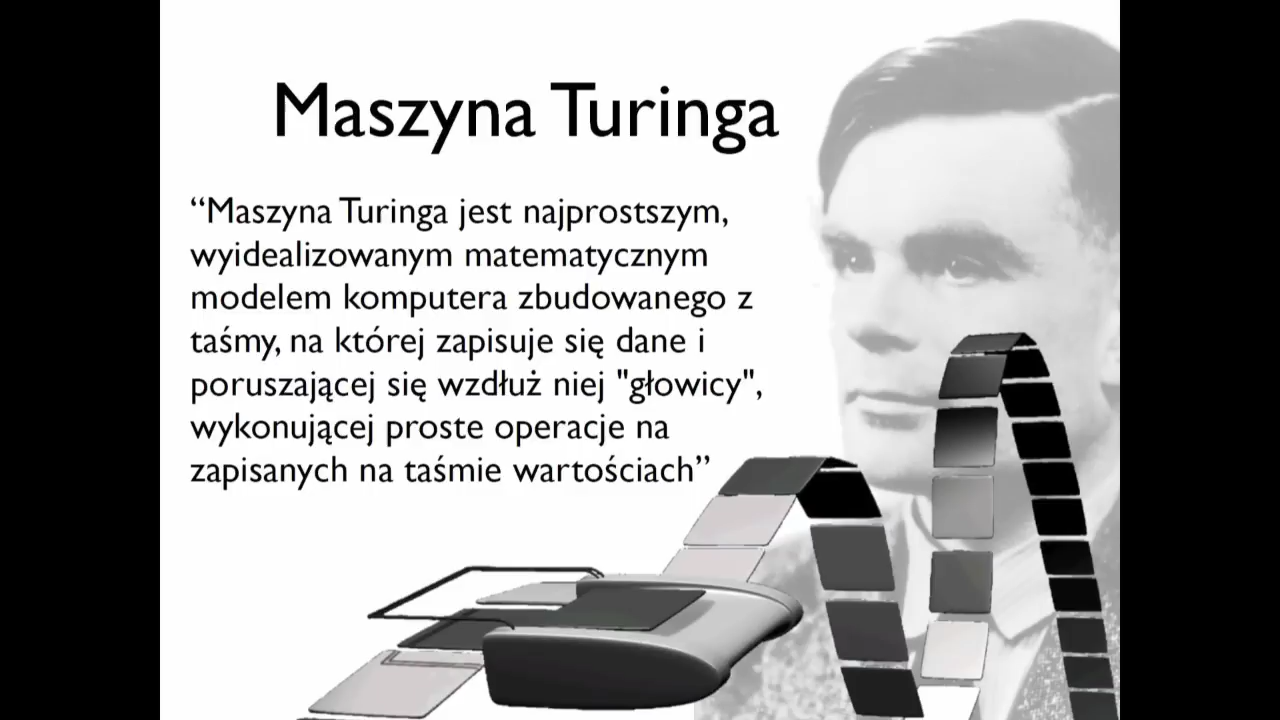 Maszyna Turinga
“Maszyna Turinga jest najprostszym,
wyidealizowanym matematycznym
modelem komputera zbudowanego z
taśmy, na której zapisuje się dane i
poruszającej się wzdłuż niej "głowicy",
wykonującej proste operacje na
zapisanych na taśmie wartościach”